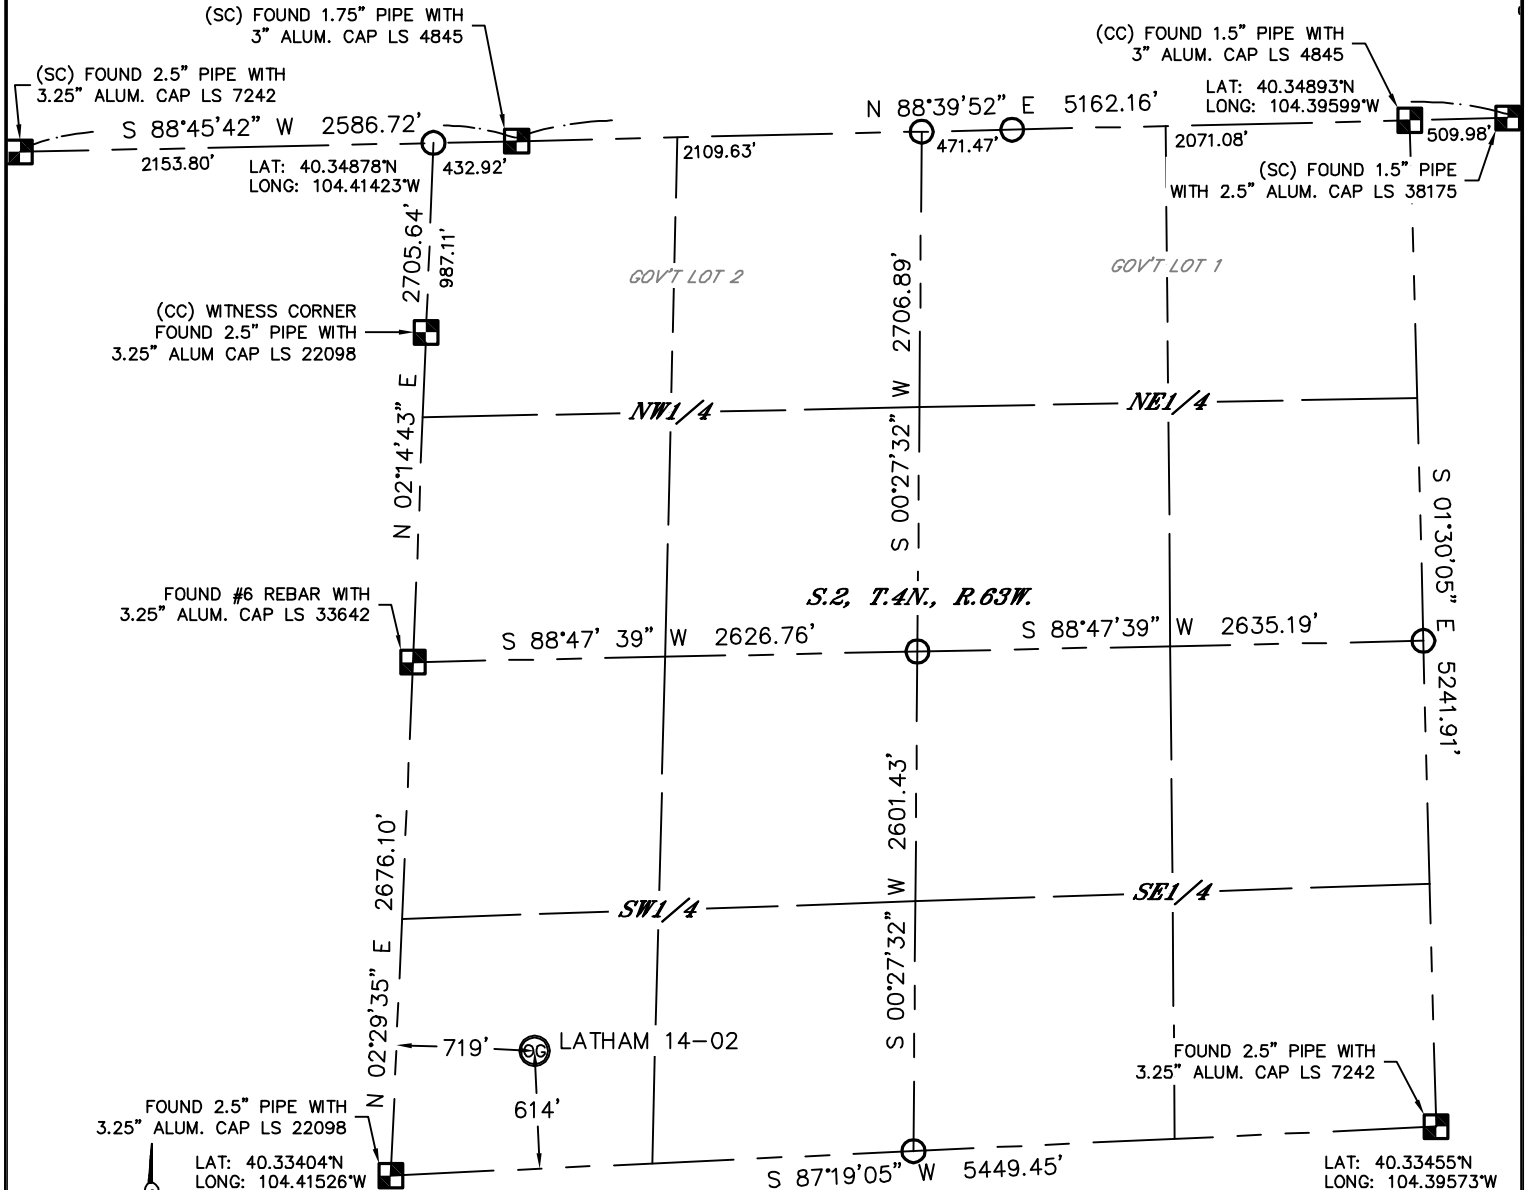 (SC) FOUND 1.75" PIPE WITH
3" ALUM. CAP LS 4845
(CC) FOUND 1.5" PIPE WITH
3" ALUM. CAP LS 4845
(SC) FOUND 2.5" PIPE WITH
3.25" ALUM. CAP LS 7242
LAT: 40.34893°N
LONG: 104.39599°W
S 88°45'42" W 2586.72'
N 88°39'52" E 5162.16'
2153.80'
432.92'
2109.63'
471.47'
2071.08'
509.98'
LAT: 40.34878°N
LONG: 104.41423°W
(SC) FOUND 1.5" PIPE
WITH 2.5" ALUM. CAP LS 38175
N 02°14'43" E 2705.64'
987.11'
GOV'T LOT 2
S 00°27'32" W 2706.89'
GOV'T LOT 1
(CC) WITNESS CORNER
FOUND 2.5" PIPE WITH
3.25" ALUM CAP LS 22098
NW1/4
NE1/4
S 01°30'05" E 5241.91'
FOUND #6 REBAR WITH
3.25" ALUM. CAP LS 33642
S.2, T.4N., R.63W.
S 88°47' 39" W 2626.76'
S 88°47'39" W 2635.19'
N 02°29'35" E 2676.10'
S 00°27'32" W 2601.43'
SW1/4
SE1/4
719'
OG
LATHAM 14-02
614'
FOUND 2.5" PIPE WITH
3.25" ALUM. CAP LS 7242
FOUND 2.5" PIPE WITH
3.25" ALUM. CAP LS 22098
LAT: 40.33404°N
LONG: 104.41526°W
S 87°19'05" W 5449.45'
LAT: 40.33455°N
LONG: 104.39573°W